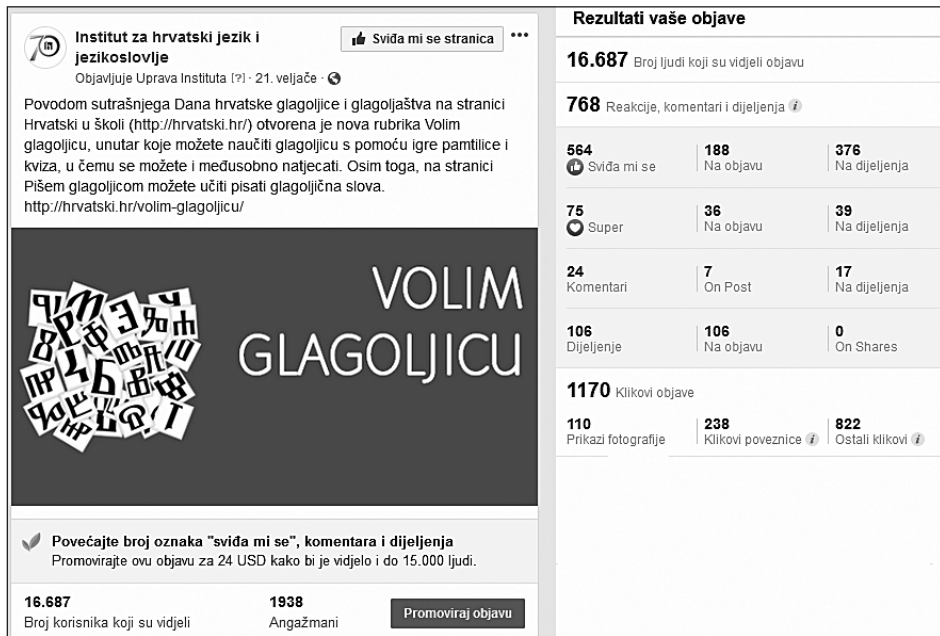 Institut za hrvatski jezik i
jezikoslovlje
Sviđa mi se stranica
Objavljuje Uprava Instituta [?] · 21. veljače ·
Povodom sutrašnjega Dana hrvatske glagoljice i glagoljaštva na stranici
Hrvatski u školi (http://hrvatski.hr/) otvorena je nova rubrika Volim
glagoljicu, unutar koje možete naučiti glagoljicu s pomoću igre pamtilice i
kviza, u čemu se možete i međusobno natjecati. Osim toga, na stranici
Pišem glagoljicom možete učiti pisati glagoljična slova.
http://hrvatski.hr/volim-glagoljicu/
VOLIM
GLAGOLJICU
Povećajte broj oznaka "sviđa mi se", komentara i dijeljenja
Promovirajte ovu objavu za 24 USD kako bi je vidjelo i do 15.000 ljudi.
16.687 1938
Broj korisnika koji su vidjeli Angažmani
Promoviraj objavu
Rezultati vaše objave
16.687 Broj ljudi koji su vidjeli objavu
768 Reakcije, komentari i dijeljenja
564 188 376
Sviđa mi se Na objavu Na dijeljenja
75 36 39
Super Na objavu Na dijeljenja
24 7 17
Komentari On Post Na dijeljenja
106 106 0
Dijeljenje Na objavu On Shares
1170 Klikovi objave
110 238 822
Prikazi fotografije Klikovi poveznice Ostali klikovi